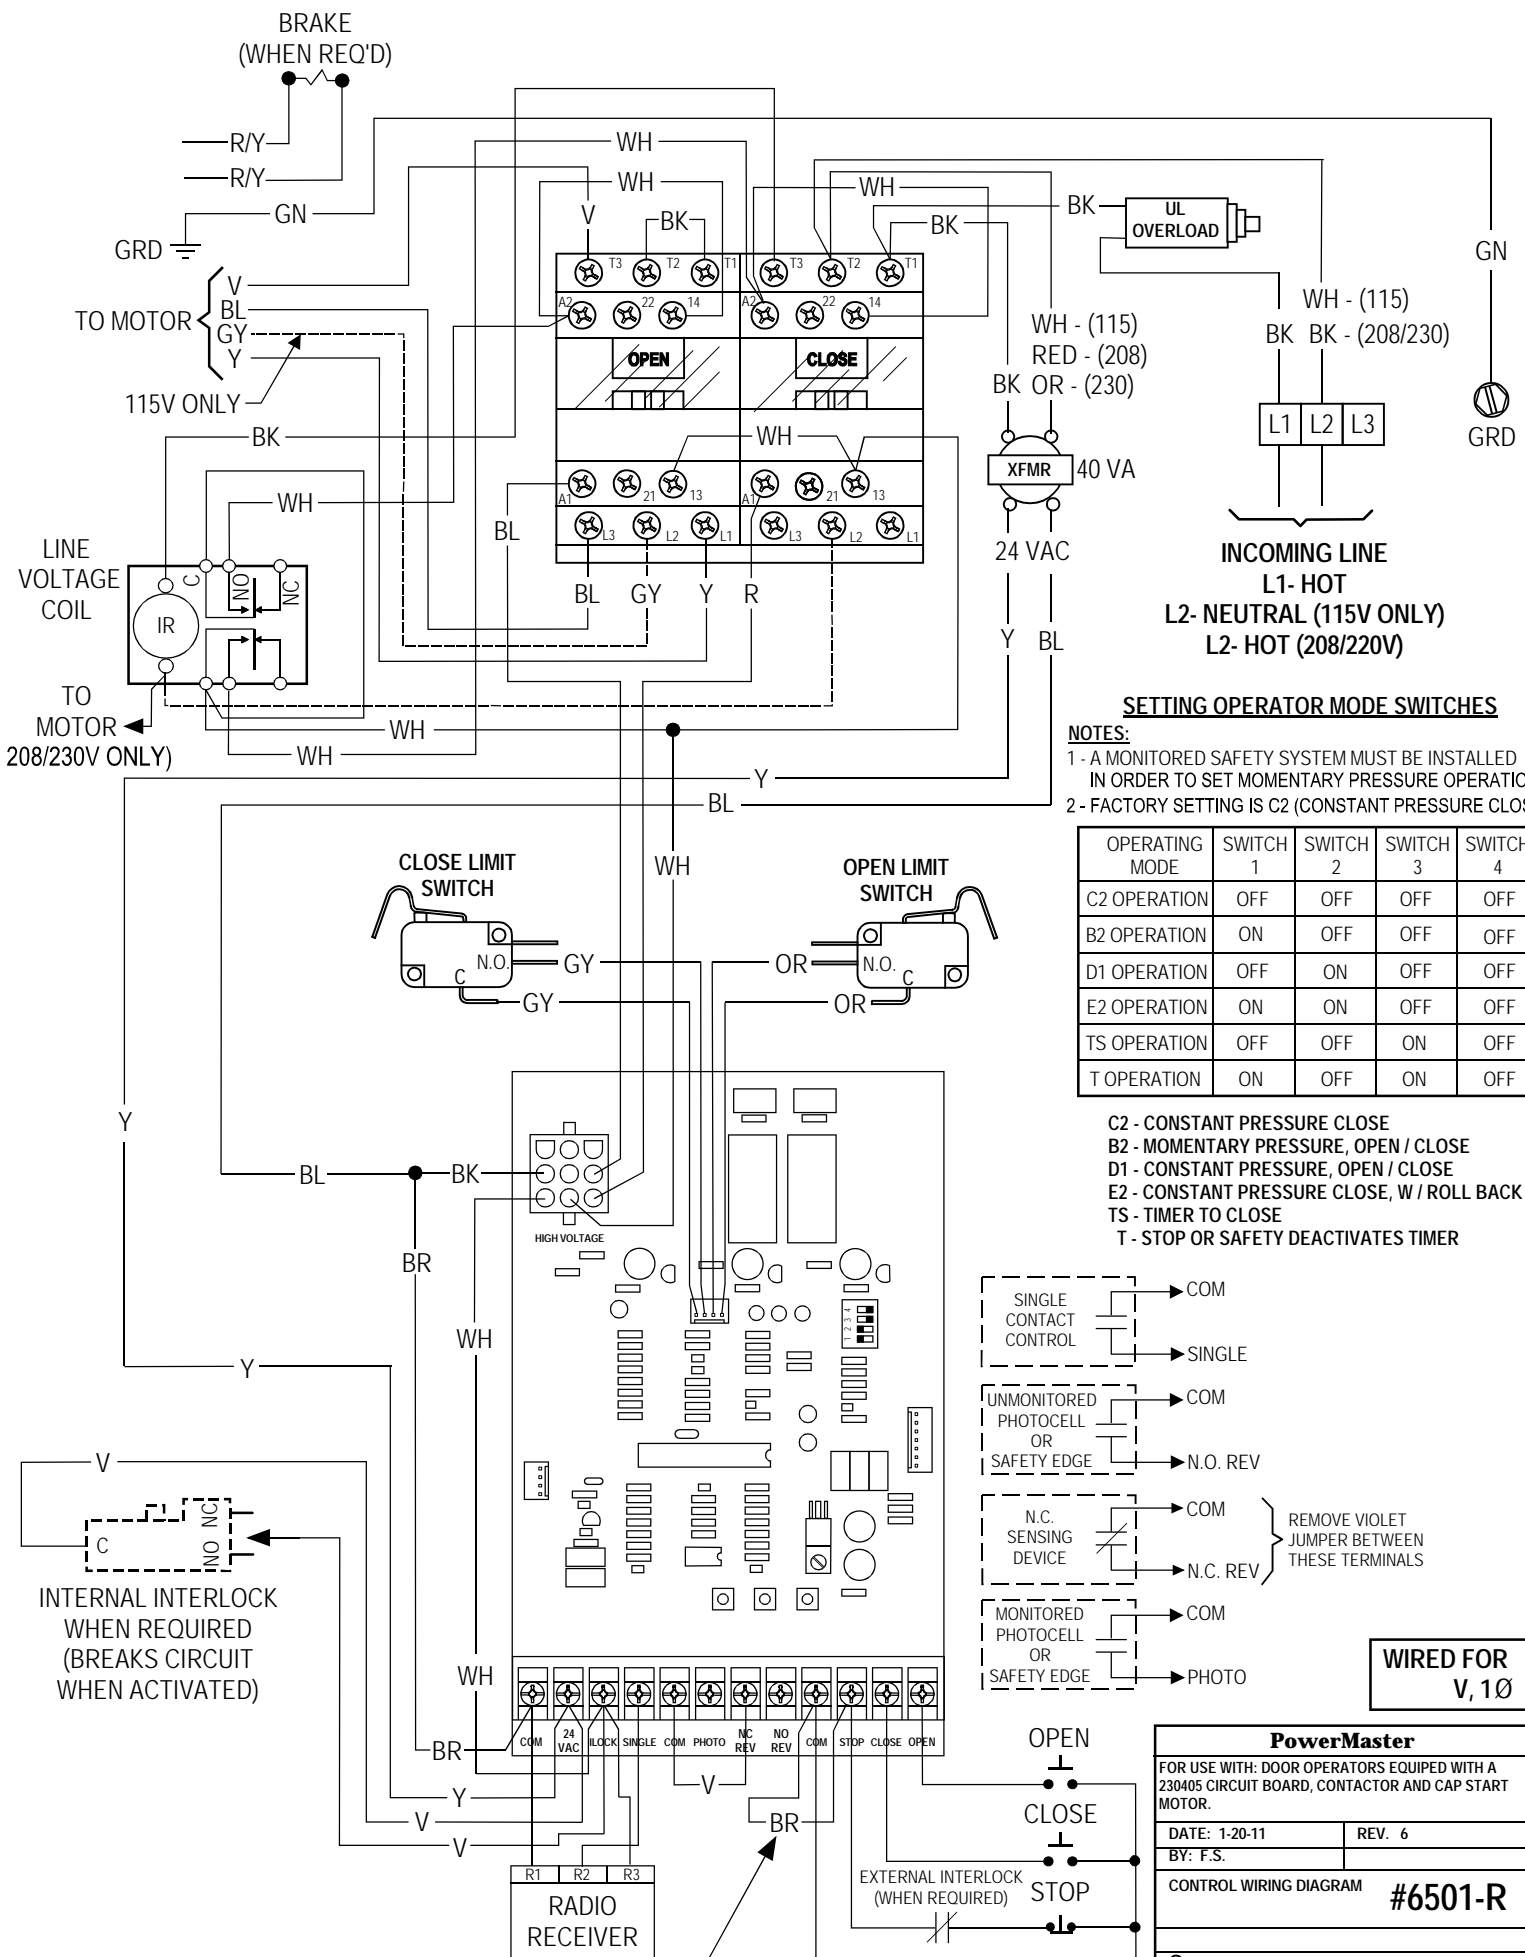 BRAKE
(WHEN REQ'D)
R/Y
R/Y
GN
GRD
TO MOTOR
V
BL
GY
Y
115V ONLY
BK
WH
WH
WH
V
BK
WH
BK
BK
UL
OVERLOAD
GN
GRD
T3 T2 T1 T3 T2 T1
A2 22 14 A2 22 14
OPEN CLOSE
WH
A1 21 13 A1 21 13
L3 L2 L1 L3 L2 L1
BL
BL GY Y R
WH - (115)
RED - (208)
BK OR - (230)
XFMR 40 VA
24 VAC
Y BL
WH - (115)
BK BK - (208/230)
L1 L2 L3
INCOMING LINE
L1- HOT
L2- NEUTRAL (115V ONLY)
L2- HOT (208/220V)
LINE
VOLTAGE
COIL
IR
C
NO
NC
TO
MOTOR
208/230V ONLY)
WH
WH
Y
BL
WH
SETTING OPERATOR MODE SWITCHES
NOTES:
1 - A MONITORED SAFETY SYSTEM MUST BE INSTALLED
IN ORDER TO SET MOMENTARY PRESSURE OPERATIO
2 - FACTORY SETTING IS C2 (CONSTANT PRESSURE CLOS
OPERATING MODE SWITCH 1 SWITCH 2 SWITCH 3 SWITCH 4
C2 OPERATION OFF OFF OFF OFF
B2 OPERATION ON OFF OFF OFF
D1 OPERATION OFF ON OFF OFF
E2 OPERATION ON ON OFF OFF
TS OPERATION OFF OFF ON OFF
T OPERATION ON OFF ON OFF
C2 - CONSTANT PRESSURE CLOSE
B2 - MOMENTARY PRESSURE, OPEN / CLOSE
D1 - CONSTANT PRESSURE, OPEN / CLOSE
E2 - CONSTANT PRESSURE CLOSE, W / ROLL BACK
TS - TIMER TO CLOSE
T - STOP OR SAFETY DEACTIVATES TIMER
CLOSE LIMIT
SWITCH
N.O.
C
GY
GY
OPEN LIMIT
SWITCH
N.O.
C
OR
OR
Y
BL BK
HIGH VOLTAGE
BR
WH
Y
1 2 3 4
V
C
NO NC
INTERNAL INTERLOCK
WHEN REQUIRED
(BREAKS CIRCUIT
WHEN ACTIVATED)
SINGLE
CONTACT
CONTROL
COM
SINGLE
UNMONITORED
PHOTOCELL
OR
SAFETY EDGE
COM
N.O. REV
N.C.
SENSING
DEVICE
COM
N.C. REV
REMOVE VIOLET
JUMPER BETWEEN
THESE TERMINALS
MONITORED
PHOTOCELL
OR
SAFETY EDGE
COM
PHOTO
WIRED FOR
V, 1Ø
WH
BR
COM 24 VAC ILOCK SINGLE COM PHOTO NC REV NO REV COM STOP CLOSE OPEN
Y
V
V
V
BR
R1 R2 R3
RADIO
RECEIVER
OPEN
CLOSE
STOP
EXTERNAL INTERLOCK
(WHEN REQUIRED)
PowerMaster
FOR USE WITH: DOOR OPERATORS EQUIPED WITH A
230405 CIRCUIT BOARD, CONTACTOR AND CAP START
MOTOR.
DATE: 1-20-11 REV. 6
BY: F.S.
CONTROL WIRING DIAGRAM #6501-R